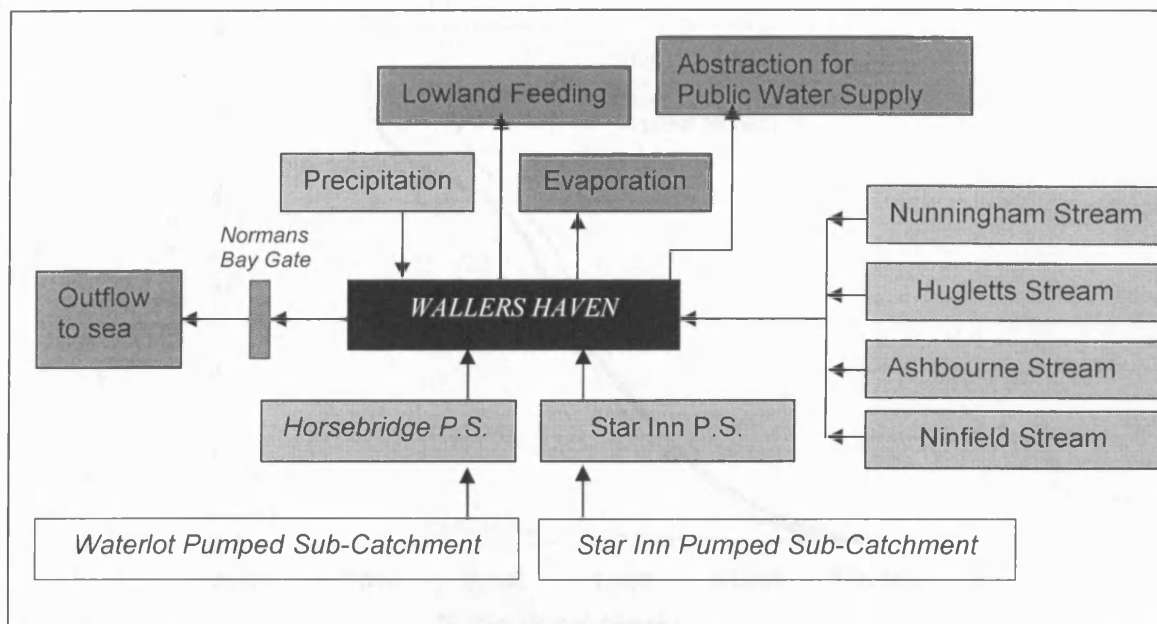 Lowland Feeding
Abstraction for
Public Water Supply
Precipitation
Evaporation
Nunningham Stream
Normans
Bay Gate
Outflow
to sea
WALLERS HAVEN
Hugletts Stream
Ashbourne Stream
Horsebridge P.S.
Star Inn P.S.
Ninfield Stream
Waterlot Pumped Sub-Catchment
Star Inn Pumped Sub-Catchment